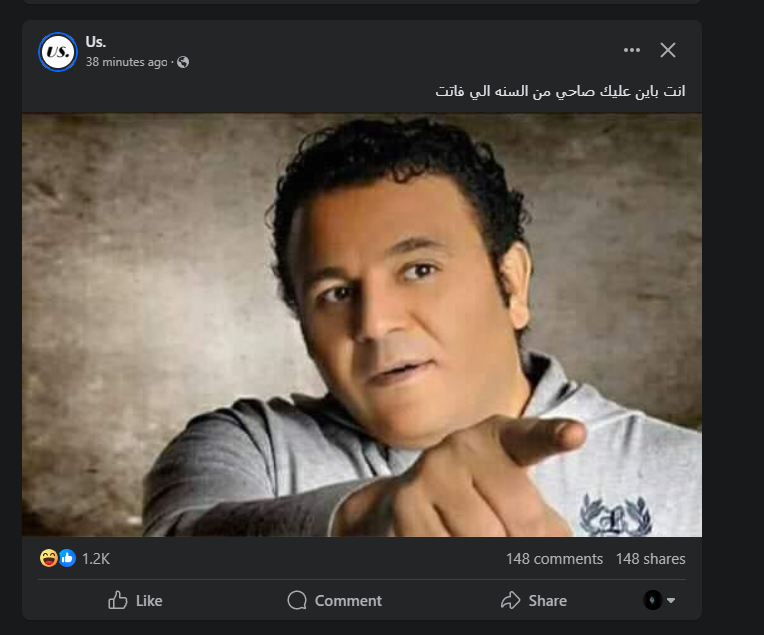 US.
Us.
38 minutes ago ·
انت باين عليك صاحي من السنه الي فاتت
1.2K
148 comments 148 shares
Like
Comment
Share